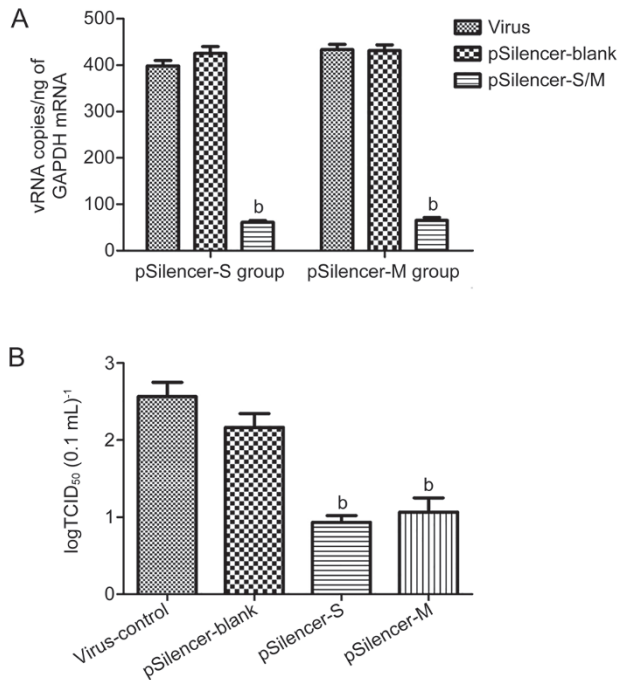 A
vRNA copies/ng of
GAPDH mRNA
500
400
300
200
100
0
b
b
pSilencer-S group
pSilencer-M group
Virus
pSilencer-blank
pSilencer-S/M
B
logTCID₅₀ (0.1 mL)⁻¹
3
2
1
0
b
b
Virus-control
pSilencer-blank
pSilencer-S
pSilencer-M